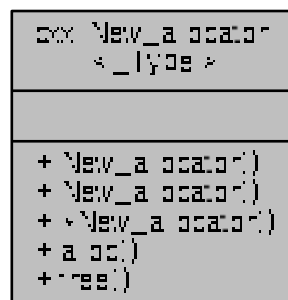 cxx::New_allocator
< _Type >
+ New_allocator()
+ New_allocator()
+ ~New_allocator()
+ alloc()
+ free()